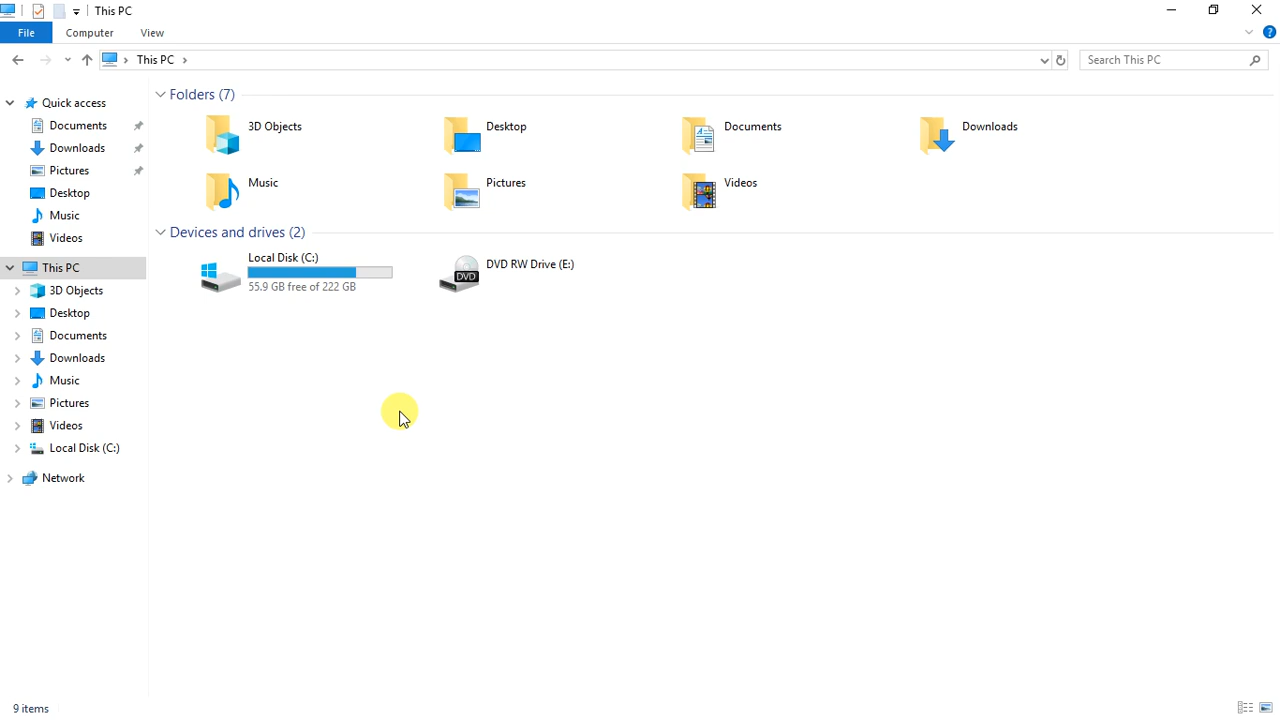 This PC
File Computer View
This PC
Search This PC
Quick access
Documents
Downloads
Pictures
Desktop
Music
Videos
This PC
3D Objects
Desktop
Documents
Downloads
Music
Pictures
Videos
Local Disk (C:)
Network
Folders (7)
3D Objects
Desktop
Documents
Downloads
Music
Pictures
Videos
Devices and drives (2)
Local Disk (C:)
55.9 GB free of 222 GB
DVD
DVD RW Drive (E:)
9 items